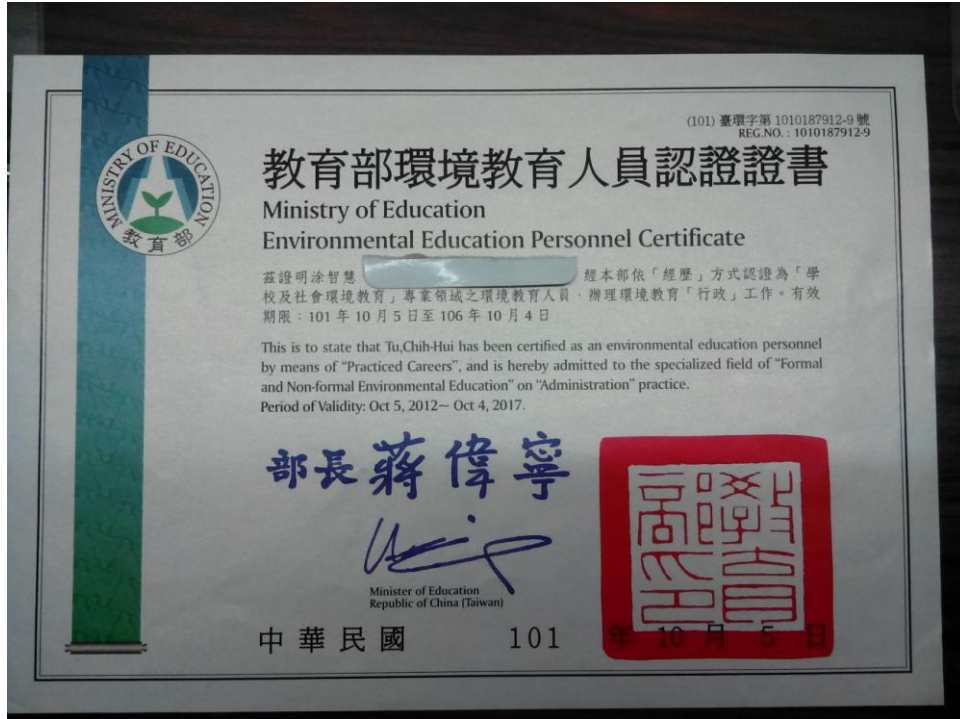 (101) 臺環字第 1010187912-9 號
REG.NO. : 1010187912-9
MINISTRY OF EDUCATION
教育部
教育部環境教育人員認證證書
Ministry of Education
Environmental Education Personnel Certificate
茲證明涂智慧 經本部依「經歷」方式認證為「學
校及社會環境教育」專業領域之環境教育人員，辦理環境教育「行政」工作。有效
期限：101 年 10 月 5 日至 106 年 10 月 4 日
This is to state that Tu,Chih-Hui has been certified as an environmental education personnel
by means of “Practiced Careers”, and is hereby admitted to the specialized field of “Formal
and Non-formal Environmental Education” on “Administration” practice.
Period of Validity: Oct 5, 2012~ Oct 4, 2017.
部長 蔣偉寧
Minister of Education
Republic of China (Taiwan)
教育部印
中華民國 101 年 10 月 5 日